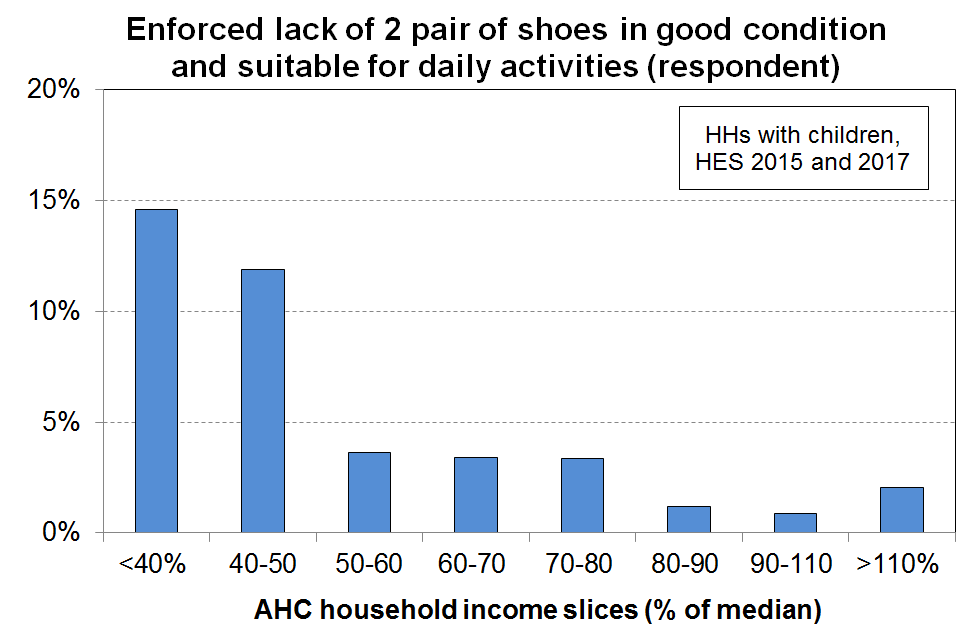 Enforced lack of 2 pair of shoes in good condition
and suitable for daily activities (respondent)
20%
HHs with children,
HES 2015 and 2017
15%
10%
5%
0%
<40% 40-50 50-60 60-70 70-80 80-90 90-110 >110%
AHC household income slices (% of median)